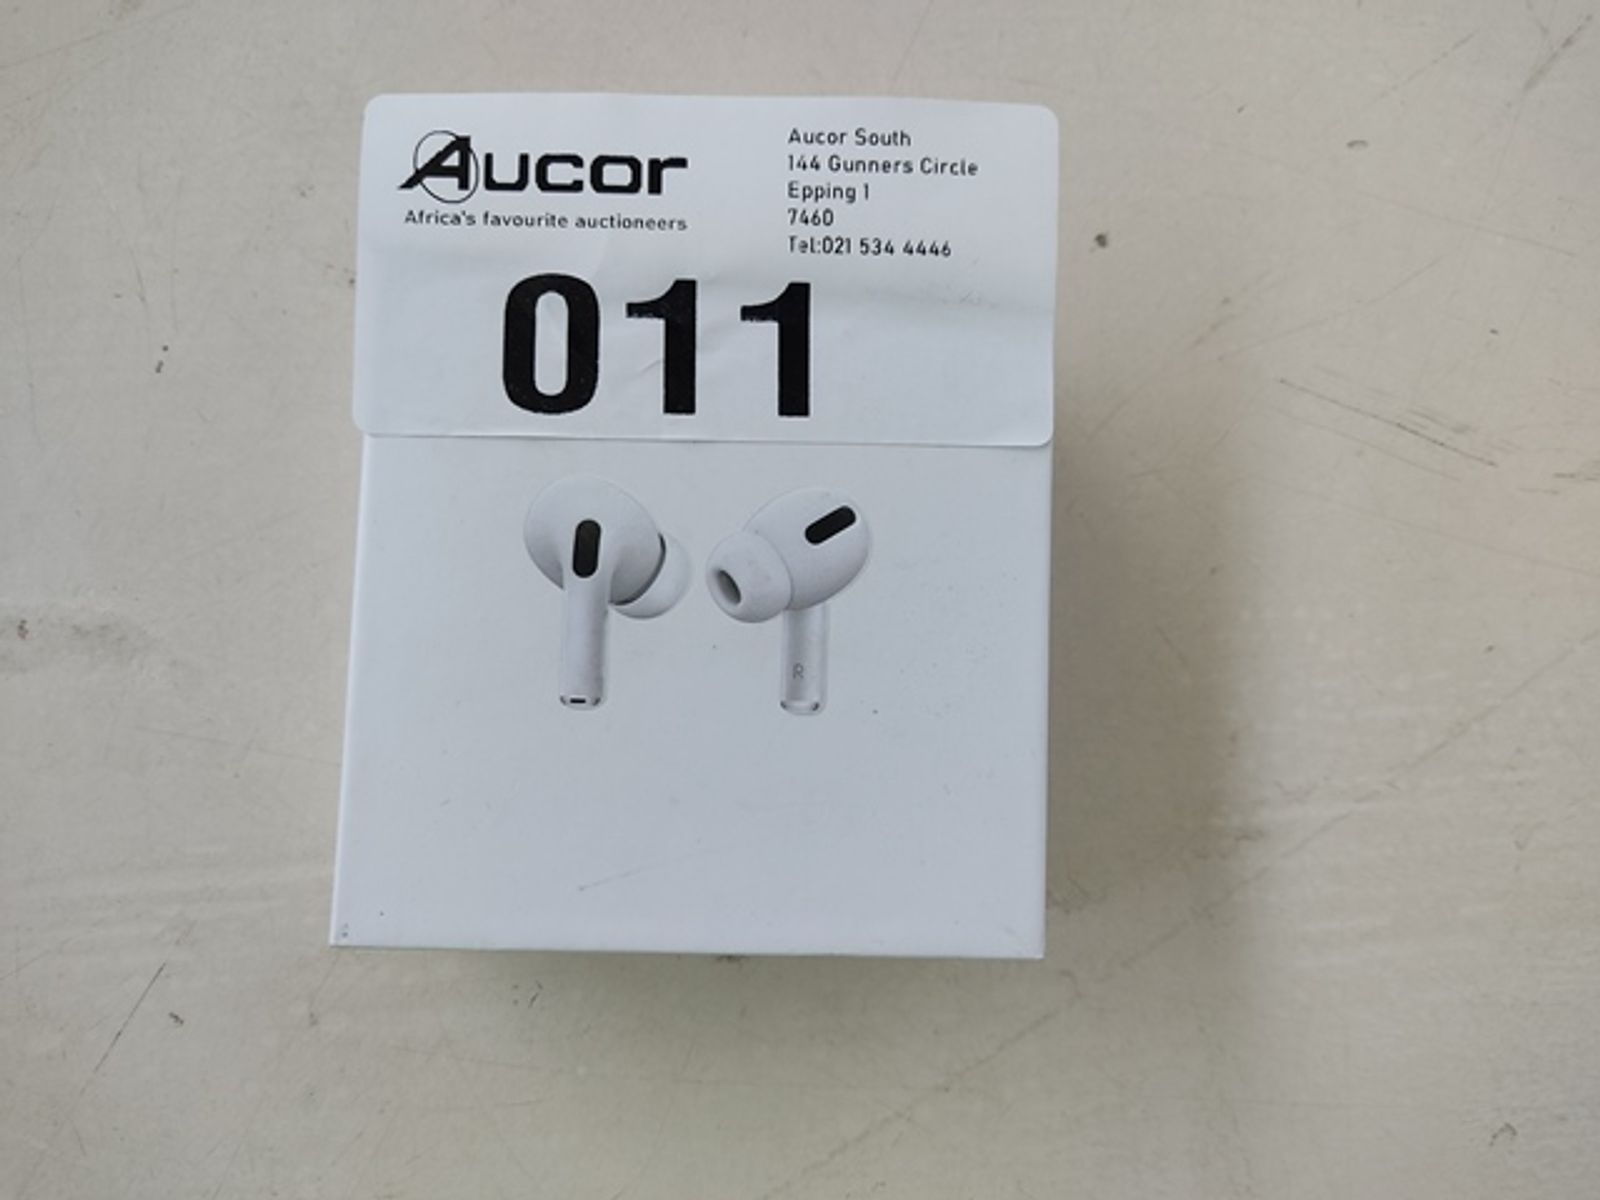 Aucor
Africa's favourite auctioneers
Aucor South
144 Gunners Circle
Epping 1
7460
Tel:021 534 4446
011
R